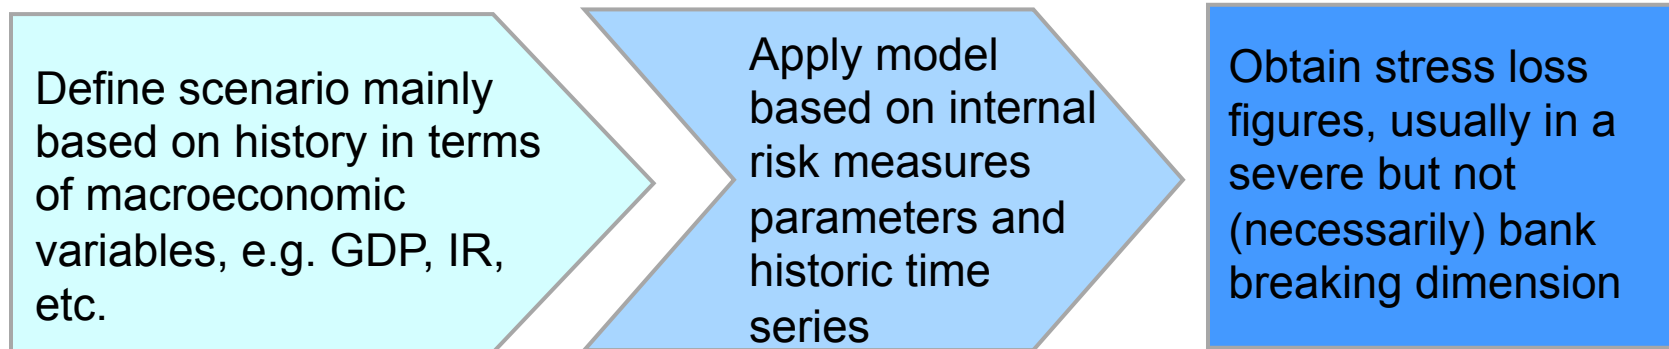 Define scenario mainly
based on history in terms
of macroeconomic
variables, e.g. GDP, IR,
etc.
Apply model
based on internal
risk measures
parameters and
historic time
series
Obtain stress loss
figures, usually in a
severe but not
(necessarily) bank
breaking dimension